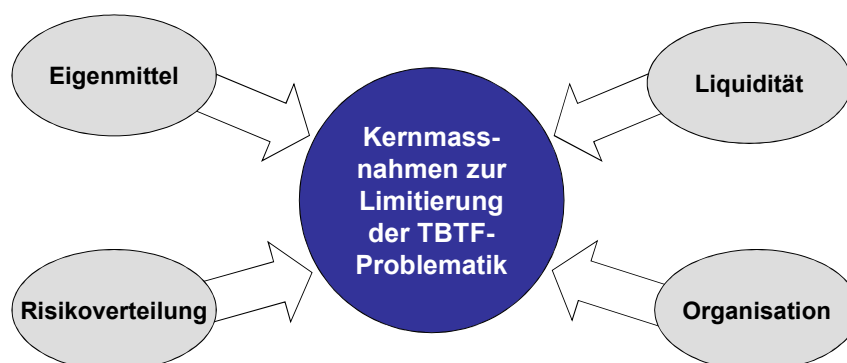 Eigenmittel
Liquidität
Kernmass-
nahmen zur
Limitierung
der TBTF-
Problematik
Risikoverteilung
Organisation